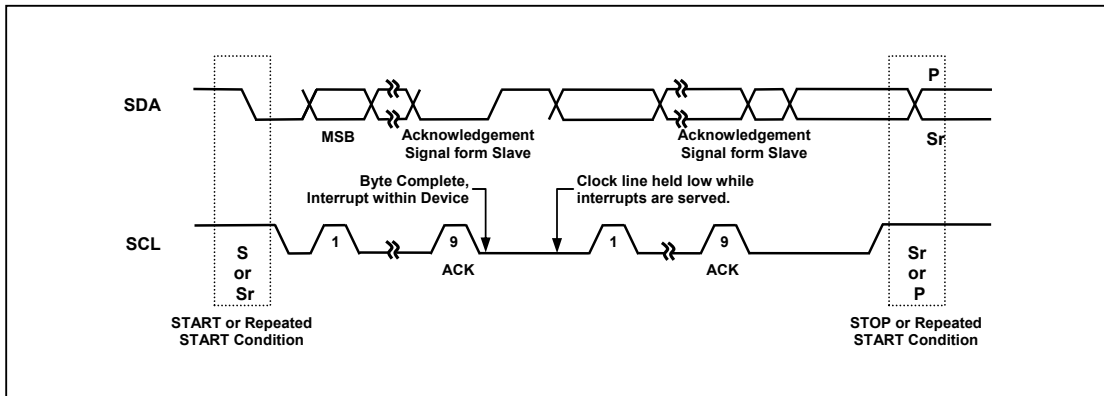 P
SDA
MSB
Acknowledgement
Signal form Slave
Acknowledgement
Signal form Slave
Sr
Byte Complete,
Interrupt within Device
Clock line held low while
interrupts are served.
SCL
S
or
Sr
1
9
ACK
1
9
ACK
Sr
or
P
START or Repeated
START Condition
STOP or Repeated
START Condition